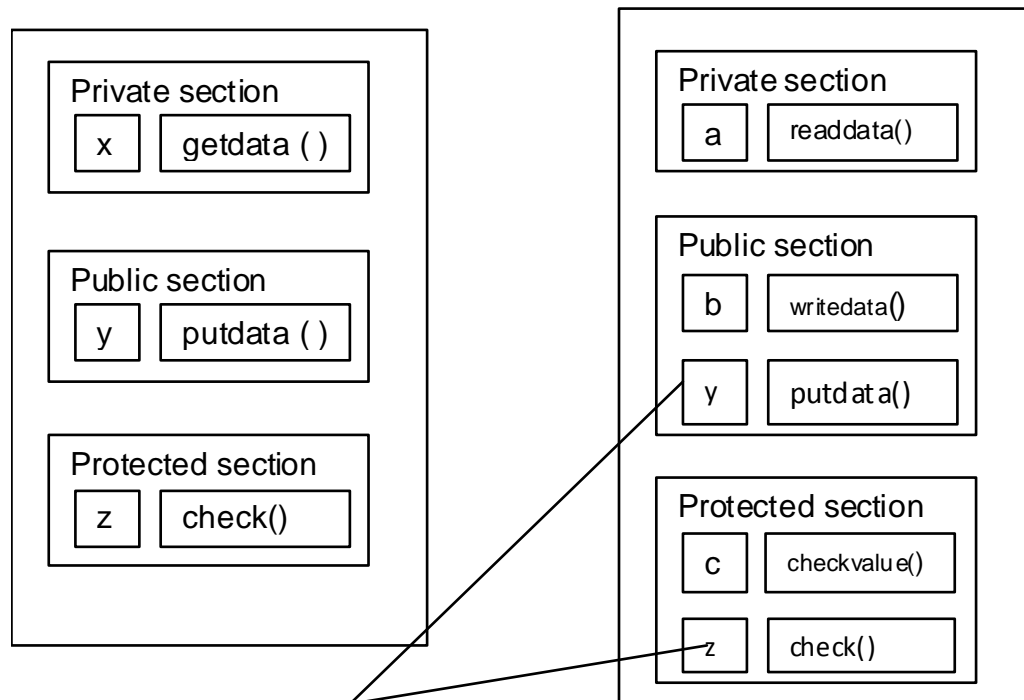 Private section
x getdata ( )
Public section
y putdata ( )
Protected section
z check()
Private section
a readdata()
Public section
b writedata()
y putdata()
Protected section
c checkvalue()
z check()